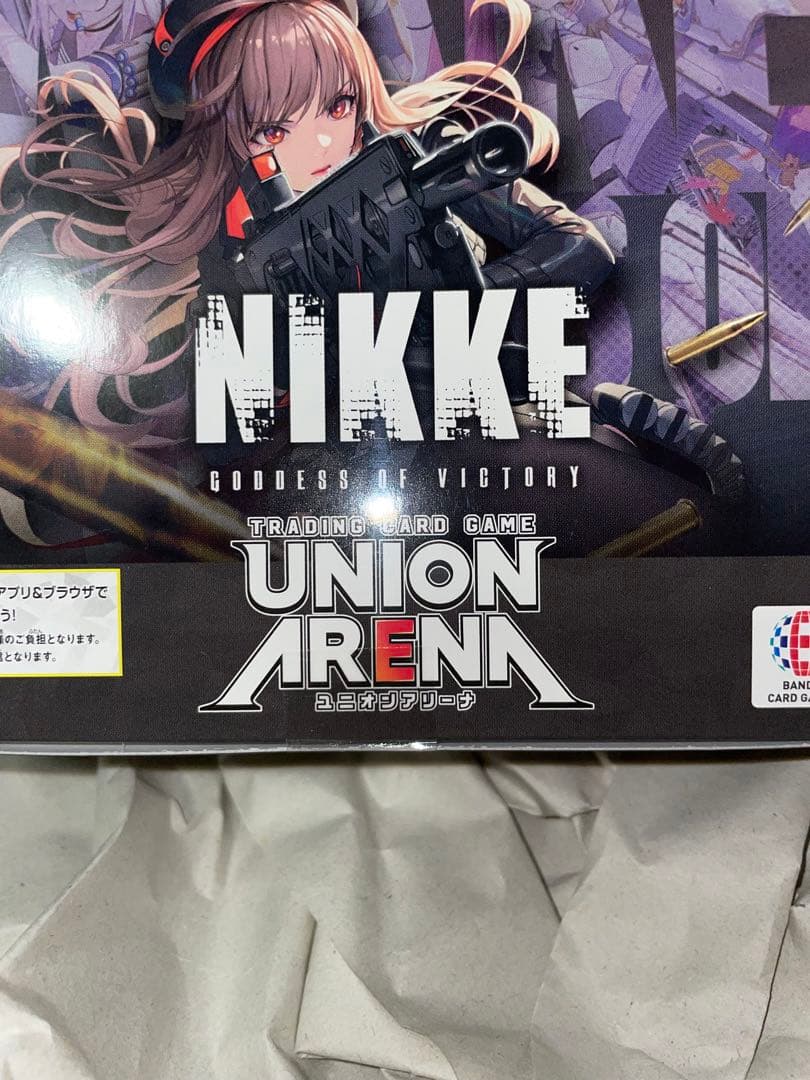 NIKKE
GODDESS OF VICTORY
TRADING CARD GAME
UNION
ARENA
ユニオンアリーナ
アプリ&ブラウザで
う!
のご負担となります。
となります。
BAND
CARD GA